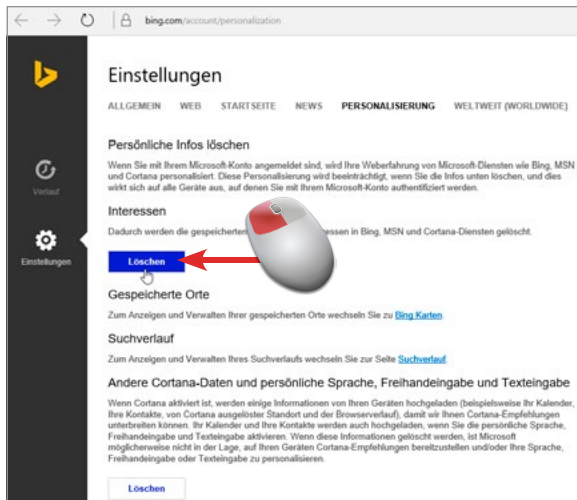 bing.com/account/personalization
Einstellungen
ALLGEMEIN WEB STARTSEITE NEWS PERSONALISIERUNG WELTWEIT (WORLDWIDE)
Persönliche Infos löschen
Wenn Sie mit Ihrem Microsoft-Konto angemeldet sind, wird Ihre Weberfahrung von Microsoft-Diensten wie Bing, MSN
und Cortana personalisiert. Diese Personalisierung wird beeinträchtigt, wenn Sie die Infos unten löschen, und dies
wirkt sich auf alle Geräte aus, auf denen Sie mit Ihrem Microsoft-Konto authentifiziert werden.
Verlauf
Interessen
Dadurch werden die gespeicherten essen in Bing, MSN und Cortana-Diensten gelöscht.
Einstellungen
Löschen
Gespeicherte Orte
Zum Anzeigen und Verwalten Ihrer gespeicherten Orte wechseln Sie zu Bing Karten.
Suchverlauf
Zum Anzeigen und Verwalten Ihres Suchverlaufs wechseln Sie zur Seite Suchverlauf.
Andere Cortana-Daten und persönliche Sprache, Freihandeingabe und Texteingabe
Wenn Cortana aktiviert ist, werden einige Informationen von Ihren Geräten hochgeladen (beispielsweise Ihr Kalender,
Ihre Kontakte, von Cortana ausgelöster Standort und der Browserverlauf), damit wir Ihnen Cortana-Empfehlungen
unterbreiten können. Ihr Kalender und Ihre Kontakte werden auch hochgeladen, wenn Sie die persönliche Sprache,
Freihandeingabe und Texteingabe aktivieren. Wenn diese Informationen gelöscht werden, ist Microsoft
möglicherweise nicht in der Lage, auf Ihren Geräten Cortana-Empfehlungen bereitzustellen und/oder Ihre Sprache,
Freihandeingabe oder Texteingabe zu personalisieren.
Löschen